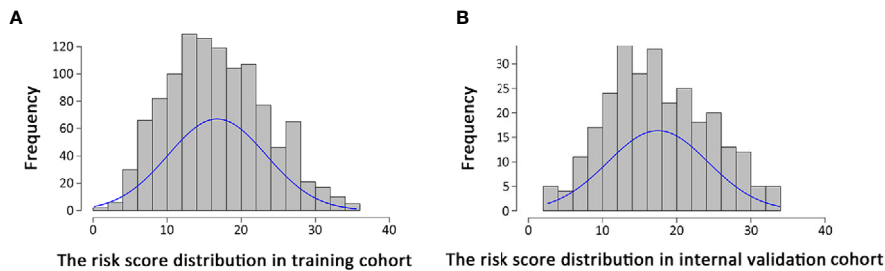 A
Frequency
120
100
80
60
40
20
0
0 10 20 30 40
The risk score distribution in training cohort
B
Frequency
30
25
20
15
10
5
0
0 10 20 30 40
The risk score distribution in internal validation cohort